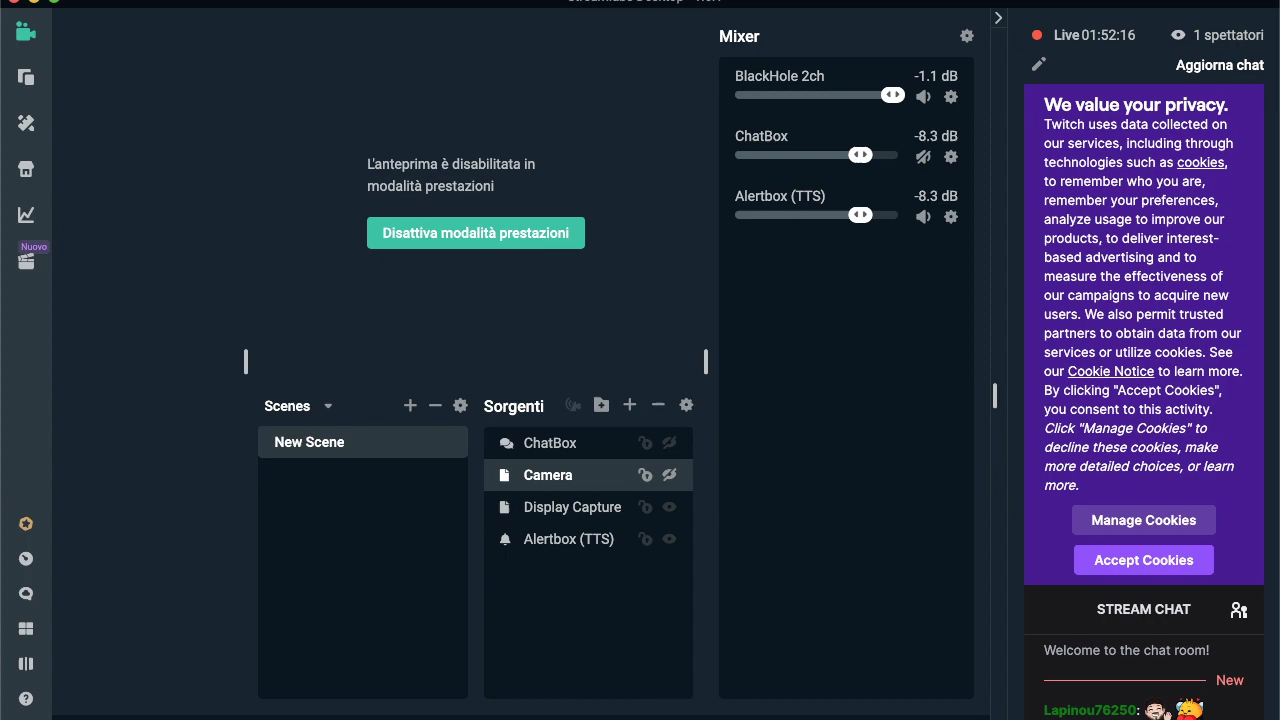 Nuovo
L'anteprima è disabilitata in
modalità prestazioni
Disattiva modalità prestazioni
Scenes
New Scene
Sorgenti
ChatBox
Camera
Display Capture
Alertbox (TTS)
Mixer
BlackHole 2ch -1.1 dB
ChatBox -8.3 dB
Alertbox (TTS) -8.3 dB
Live 01:52:16 1 spettatori
Aggiorna chat
We value your privacy.
Twitch uses data collected on
our services, including through
technologies such as cookies,
to remember who you are,
remember your preferences,
analyze usage to improve our
products, to deliver interest-
based advertising and to
measure the effectiveness of
our campaigns to acquire new
users. We also permit trusted
partners to obtain data from our
services or utilize cookies. See
our Cookie Notice to learn more.
By clicking "Accept Cookies",
you consent to this activity.
Click "Manage Cookies" to
decline these cookies, make
more detailed choices, or learn
more.
Manage Cookies
Accept Cookies
STREAM CHAT
Welcome to the chat room!
New
Lapinou76250: